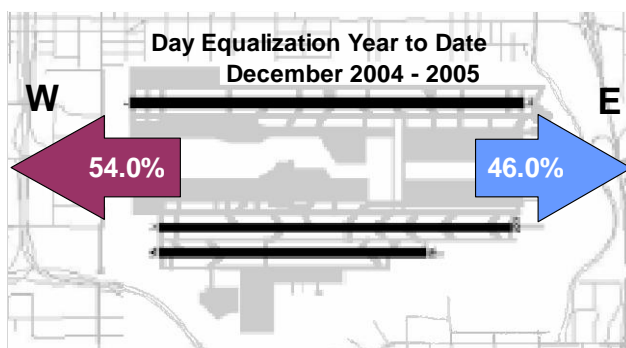 Day Equalization Year to Date
December 2004 - 2005
W
E
54.0%
46.0%